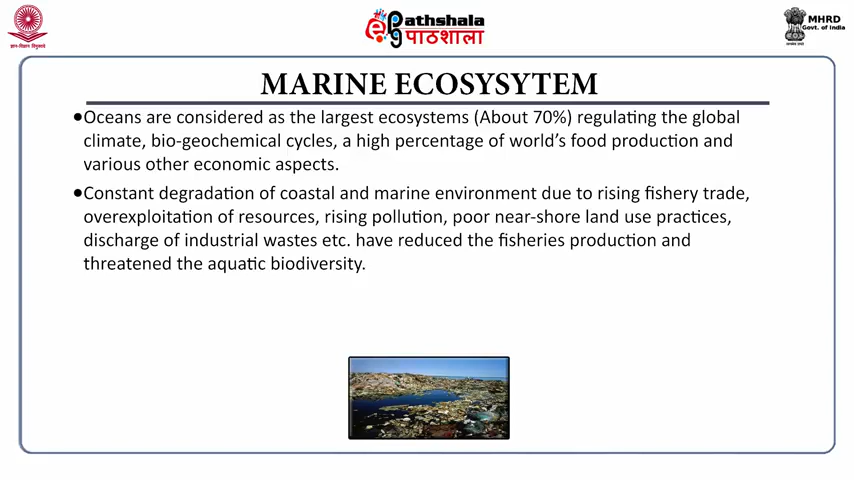 ज्ञान-विज्ञान विमुक्तये
ePathshala
पाठशाला
MHRD
Govt. of India
MARINE ECOSYSYTEM
●Oceans are considered as the largest ecosystems (About 70%) regulating the global
climate, bio-geochemical cycles, a high percentage of world’s food production and
various other economic aspects.
●Constant degradation of coastal and marine environment due to rising fishery trade,
overexploitation of resources, rising pollution, poor near-shore land use practices,
discharge of industrial wastes etc. have reduced the fisheries production and
threatened the aquatic biodiversity.